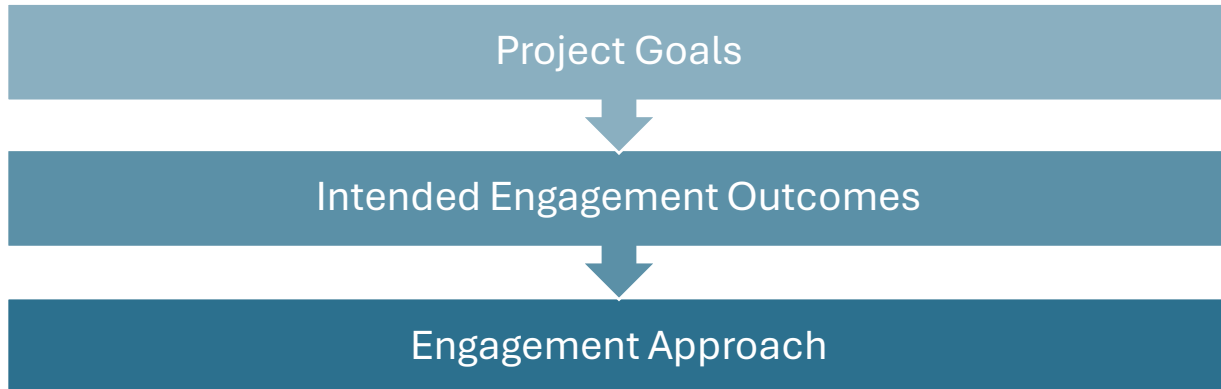 Project Goals
Intended Engagement Outcomes
Engagement Approach